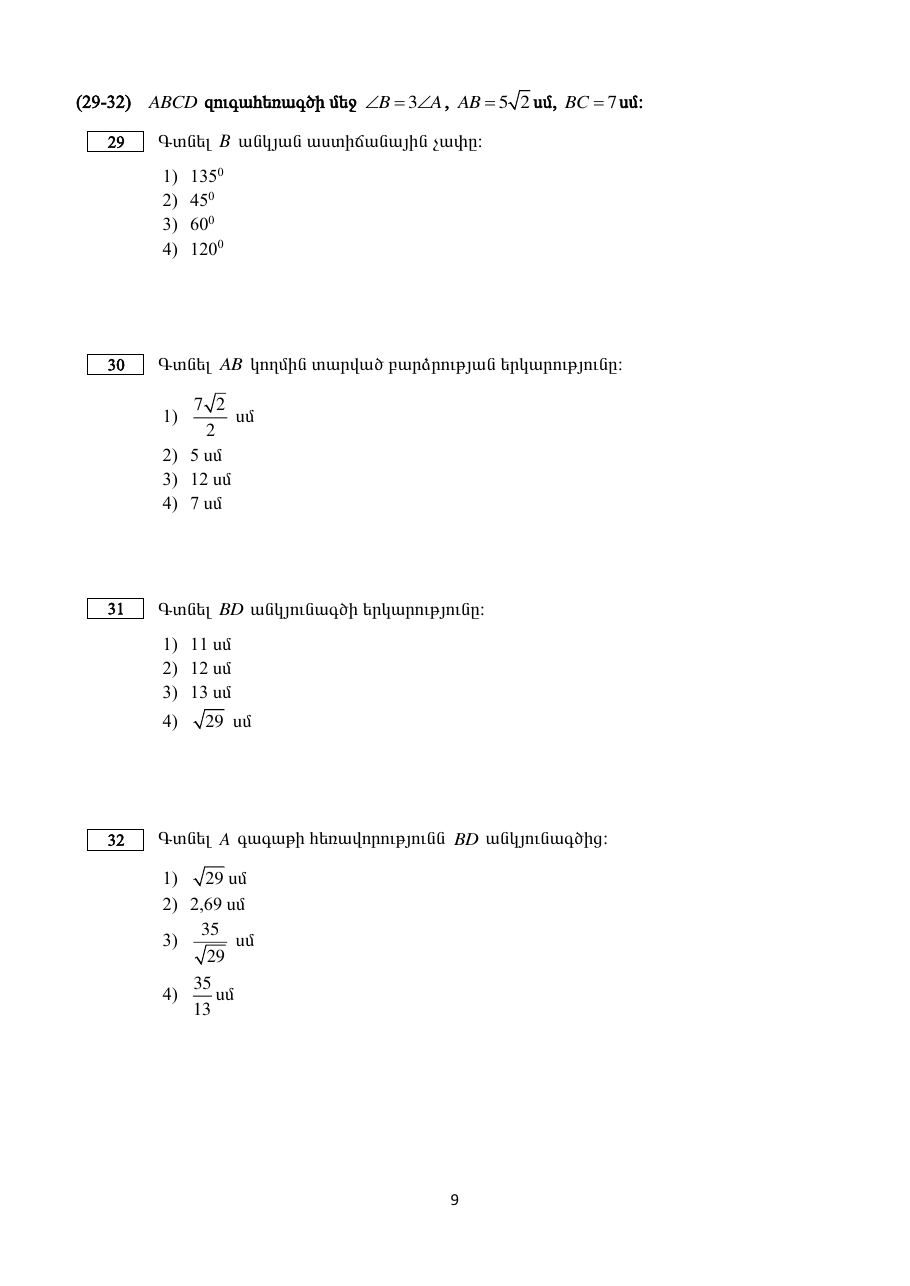 (29-32) ABCD զուգահեռագծի մեջ ∠B = 3∠A, AB = 5√2 սմ, BC = 7 սմ:
29 Գտնել B անկյան աստիճանային չափը:
1) 135⁰
2) 45⁰
3) 60⁰
4) 120⁰
30 Գտնել AB կողմին տարված բարձրության երկարությունը:
1) 7√2/2 սմ
2) 5 սմ
3) 12 սմ
4) 7 սմ
31 Գտնել BD անկյունագծի երկարությունը:
1) 11 սմ
2) 12 սմ
3) 13 սմ
4) √29 սմ
32 Գտնել A գագաթի հեռավորությունն BD անկյունագծից:
1) √29 սմ
2) 2,69 սմ
3) 35/√29 սմ
4) 35/13 սմ
9